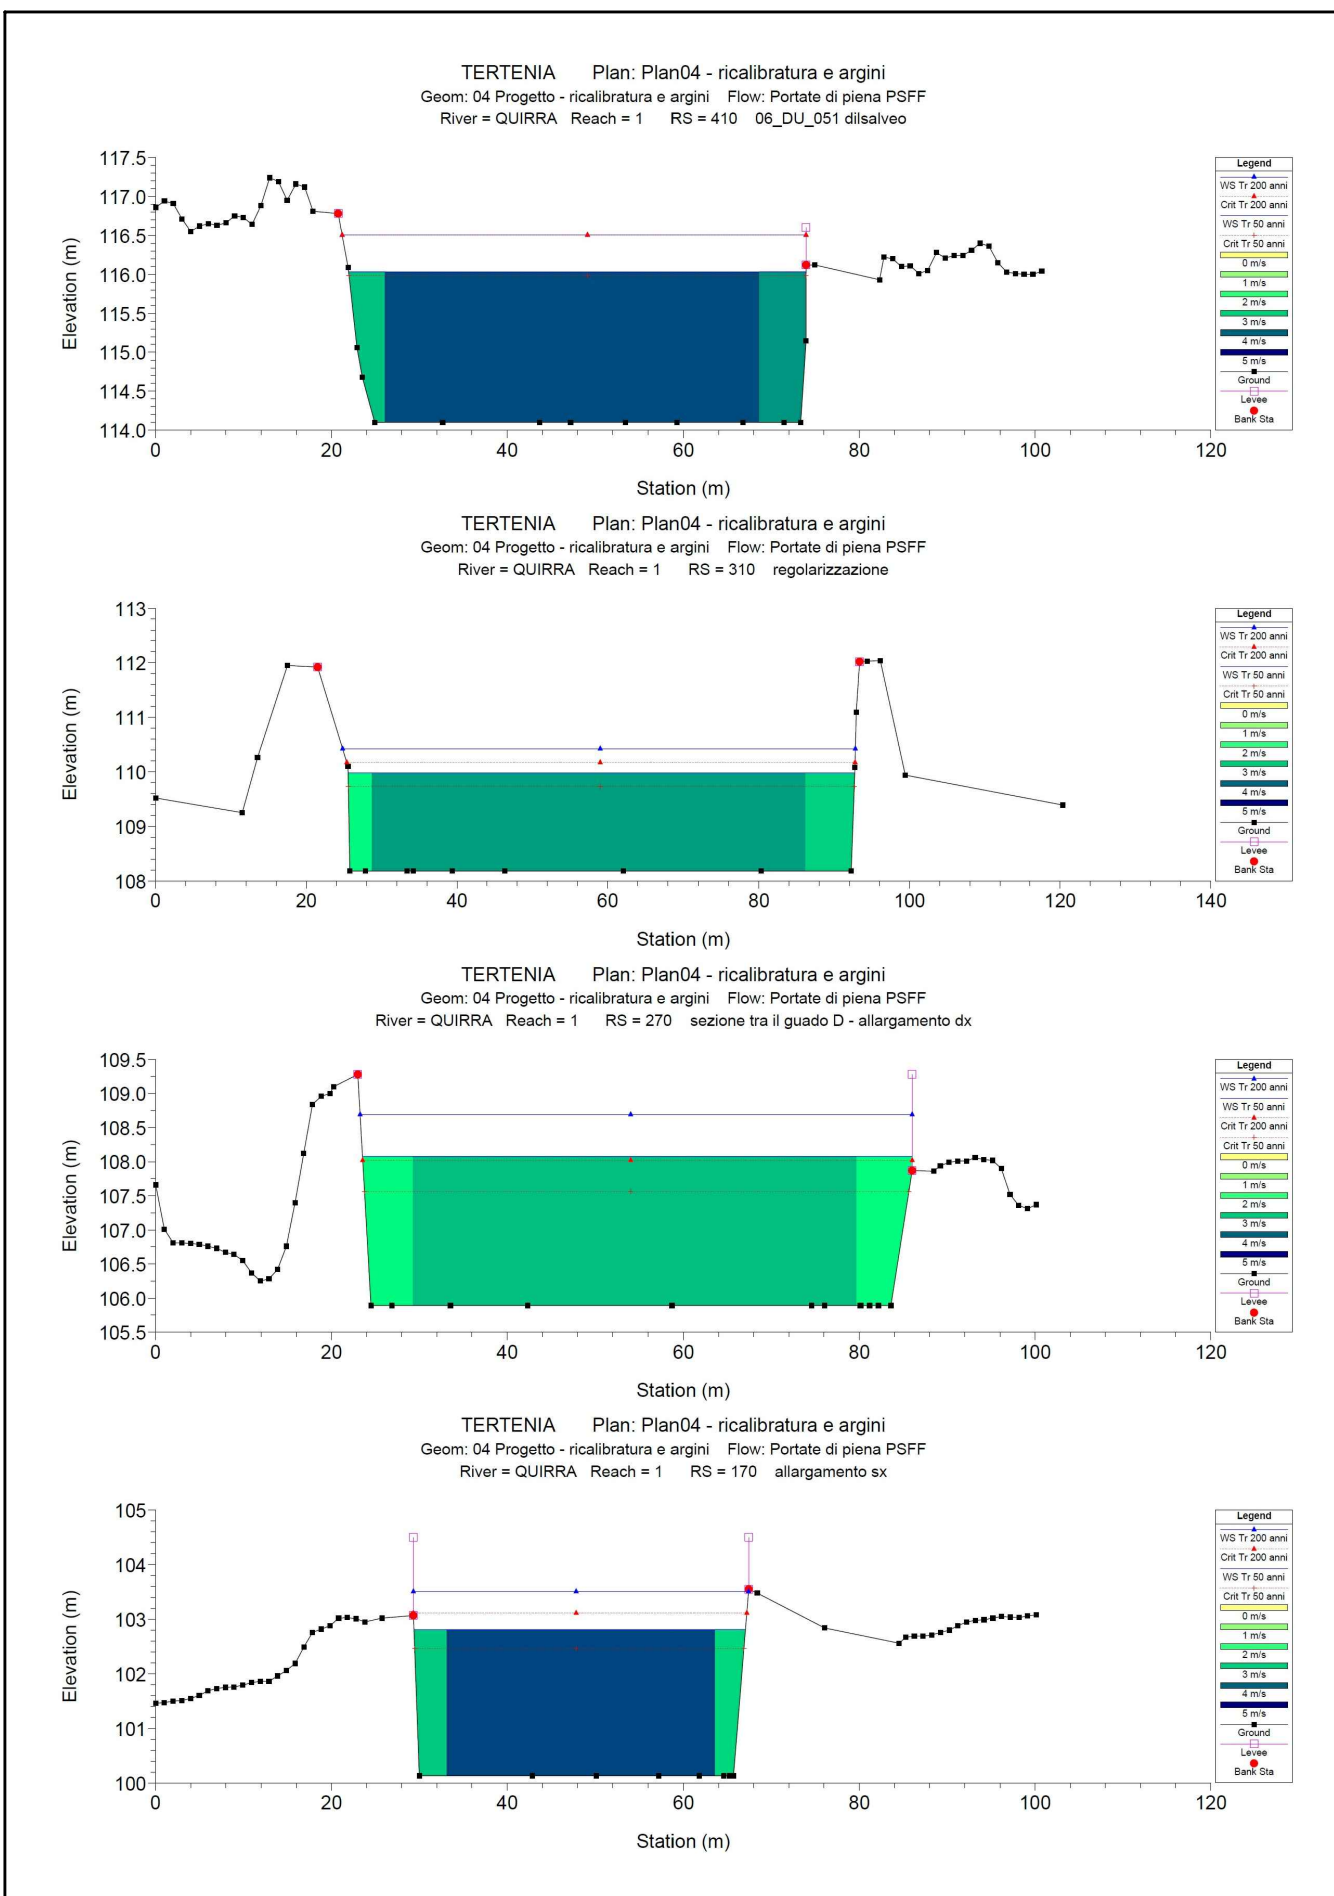 TERTENIA Plan: Plan04 - ricalibratura e argini
Geom: 04 Progetto - ricalibratura e argini Flow: Portate di piena PSFF
River = QUIRRA Reach = 1 RS = 410 06_DU_051 dilsalveo
117.5
117.0
116.5
116.0
115.5
115.0
114.5
114.0
Elevation (m)
0 20 40 60 80 100 120
Station (m)
Legend
WS Tr 200 anni
Crit Tr 200 anni
WS Tr 50 anni
Crit Tr 50 anni
0 m/s
1 m/s
2 m/s
3 m/s
4 m/s
5 m/s
Ground
Levee
Bank Sta
TERTENIA Plan: Plan04 - ricalibratura e argini
Geom: 04 Progetto - ricalibratura e argini Flow: Portate di piena PSFF
River = QUIRRA Reach = 1 RS = 310 regolarizzazione
113
112
111
110
109
108
Elevation (m)
0 20 40 60 80 100 120 140
Station (m)
Legend
WS Tr 200 anni
Crit Tr 200 anni
WS Tr 50 anni
Crit Tr 50 anni
0 m/s
1 m/s
2 m/s
3 m/s
4 m/s
5 m/s
Ground
Levee
Bank Sta
TERTENIA Plan: Plan04 - ricalibratura e argini
Geom: 04 Progetto - ricalibratura e argini Flow: Portate di piena PSFF
River = QUIRRA Reach = 1 RS = 270 sezione tra il guado D - allargamento dx
109.5
109.0
108.5
108.0
107.5
107.0
106.5
106.0
105.5
Elevation (m)
0 20 40 60 80 100 120
Station (m)
Legend
WS Tr 200 anni
WS Tr 50 anni
Crit Tr 200 anni
Crit Tr 50 anni
0 m/s
1 m/s
2 m/s
3 m/s
4 m/s
5 m/s
Ground
Levee
Bank Sta
TERTENIA Plan: Plan04 - ricalibratura e argini
Geom: 04 Progetto - ricalibratura e argini Flow: Portate di piena PSFF
River = QUIRRA Reach = 1 RS = 170 allargamento sx
105
104
103
102
101
100
Elevation (m)
0 20 40 60 80 100 120
Station (m)
Legend
WS Tr 200 anni
Crit Tr 200 anni
WS Tr 50 anni
Crit Tr 50 anni
0 m/s
1 m/s
2 m/s
3 m/s
4 m/s
5 m/s
Ground
Levee
Bank Sta